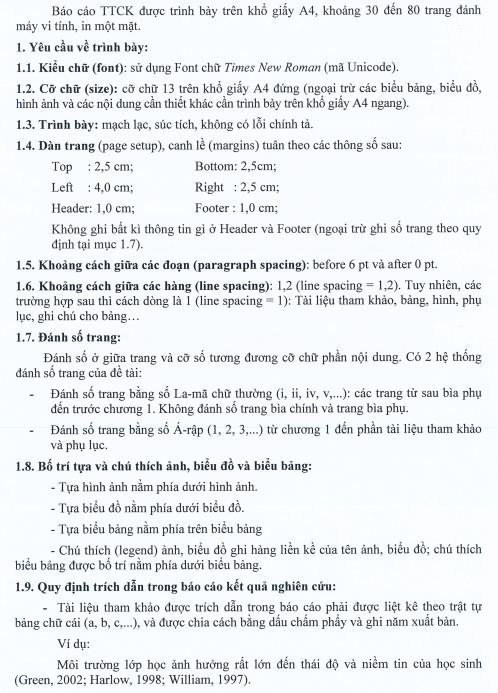 Báo cáo TTCK được trình bày trên khổ giấy A4, khoảng 30 đến 80 trang đánh
máy vi tính, in một mặt.
1. Yêu cầu về trình bày:
1.1. Kiểu chữ (font): sử dụng Font chữ Times New Roman (mã Unicode).
1.2. Cỡ chữ (size): cỡ chữ 13 trên khổ giấy A4 đứng (ngoại trừ các biểu bảng, biểu đồ,
hình ảnh và các nội dung cần thiết khác cần trình bày trên khổ giấy A4 ngang).
1.3. Trình bày: mạch lạc, súc tích, không có lỗi chính tả.
1.4. Dàn trang (page setup), canh lề (margins) tuân theo các thông số sau:
Top : 2,5 cm; Bottom: 2,5cm;
Left : 4,0 cm; Right : 2,5 cm;
Header: 1,0 cm; Footer : 1,0 cm;
Không ghi bất kì thông tin gì ở Header và Footer (ngoại trừ ghi số trang theo quy
định tại mục 1.7).
1.5. Khoảng cách giữa các đoạn (paragraph spacing): before 6 pt và after 0 pt.
1.6. Khoảng cách giữa các hàng (line spacing): 1,2 (line spacing = 1,2). Tuy nhiên, các
trường hợp sau thì cách dòng là 1 (line spacing = 1): Tài liệu tham khảo, bảng, hình, phụ
lục, ghi chú cho bảng…
1.7. Đánh số trang:
Đánh số ở giữa trang và cỡ số tương đương cỡ chữ phần nội dung. Có 2 hệ thống
đánh số trang của đề tài:
- Đánh số trang bằng số La-mã chữ thường (i, ii, iv, v,...): các trang từ sau bìa phụ
đến trước chương 1. Không đánh số trang bìa chính và trang bìa phụ.
- Đánh số trang bằng số Á-rập (1, 2, 3,...) từ chương 1 đến phần tài liệu tham khảo
và phụ lục.
1.8. Bố trí tựa và chú thích ảnh, biểu đồ và biểu bảng:
- Tựa hình ảnh nằm phía dưới hình ảnh.
- Tựa biểu đồ nằm phía dưới biểu đồ.
- Tựa biểu bảng nằm phía trên biểu bảng
- Chú thích (legend) ảnh, biểu đồ ghi hàng liền kề của tên ảnh, biểu đồ; chú thích
biểu bảng được bố trí nằm phía dưới biểu bảng.
1.9. Quy định trích dẫn trong báo cáo kết quả nghiên cứu:
- Tài liệu tham khảo được trích dẫn trong báo cáo phải được liệt kê theo trật tự
bảng chữ cái (a, b, c,...), và được chia cách bằng dấu chấm phẩy và ghi năm xuất bản.
Ví dụ:
Môi trường lớp học ảnh hưởng rất lớn đến thái độ và niềm tin của học sinh
(Green, 2002; Harlow, 1998; William, 1997).